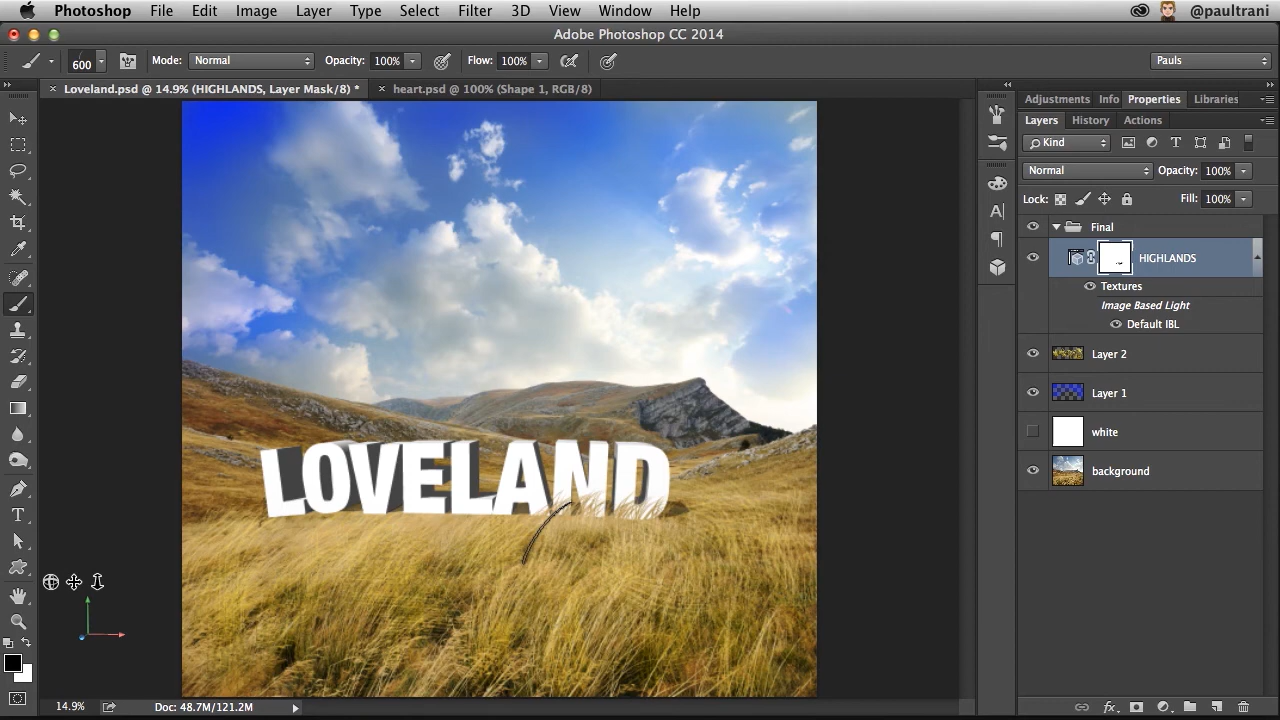 Photoshop File Edit Image Layer Type Select Filter 3D View Window Help @paultrani
Adobe Photoshop CC 2014
600 Mode: Normal Opacity: 100% Flow: 100% Pauls
Loveland.psd @ 14.9% (HIGHLANDS, Layer Mask/8) * heart.psd @ 100% (Shape 1, RGB/8)
Adjustments Info Properties Libraries
Layers History Actions
Kind
Normal Opacity: 100%
Lock: Fill: 100%
Final
HIGHLANDS
Textures
Image Based Light
Default IBL
Layer 2
Layer 1
white
background
LOVELAND
14.9% Doc: 48.7M/121.2M